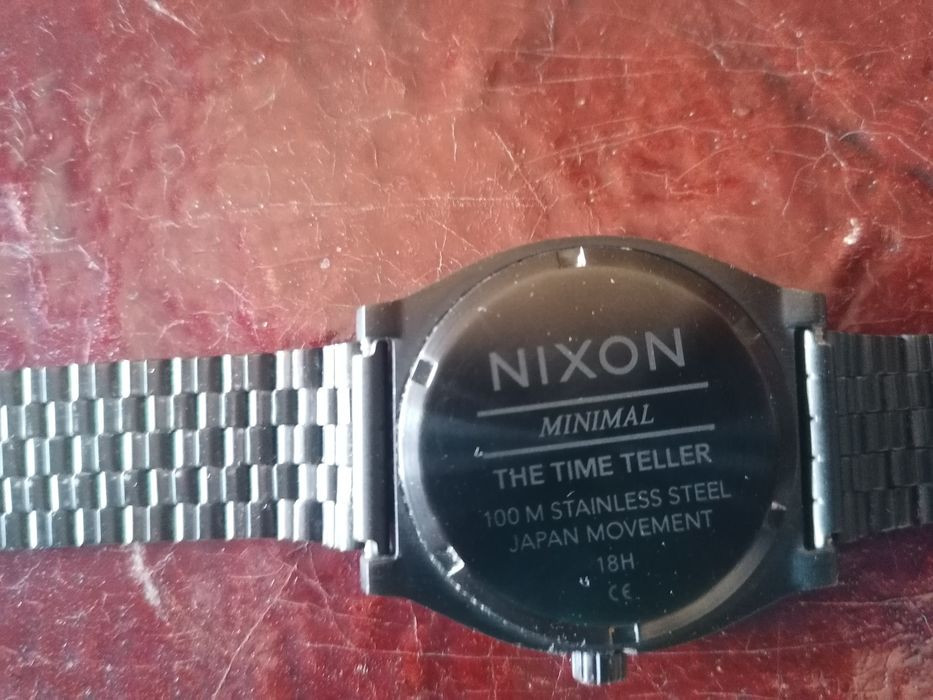 NIXON
MINIMAL
THE TIME TELLER
100 M STAINLESS STEEL
JAPAN MOVEMENT
18H
CE